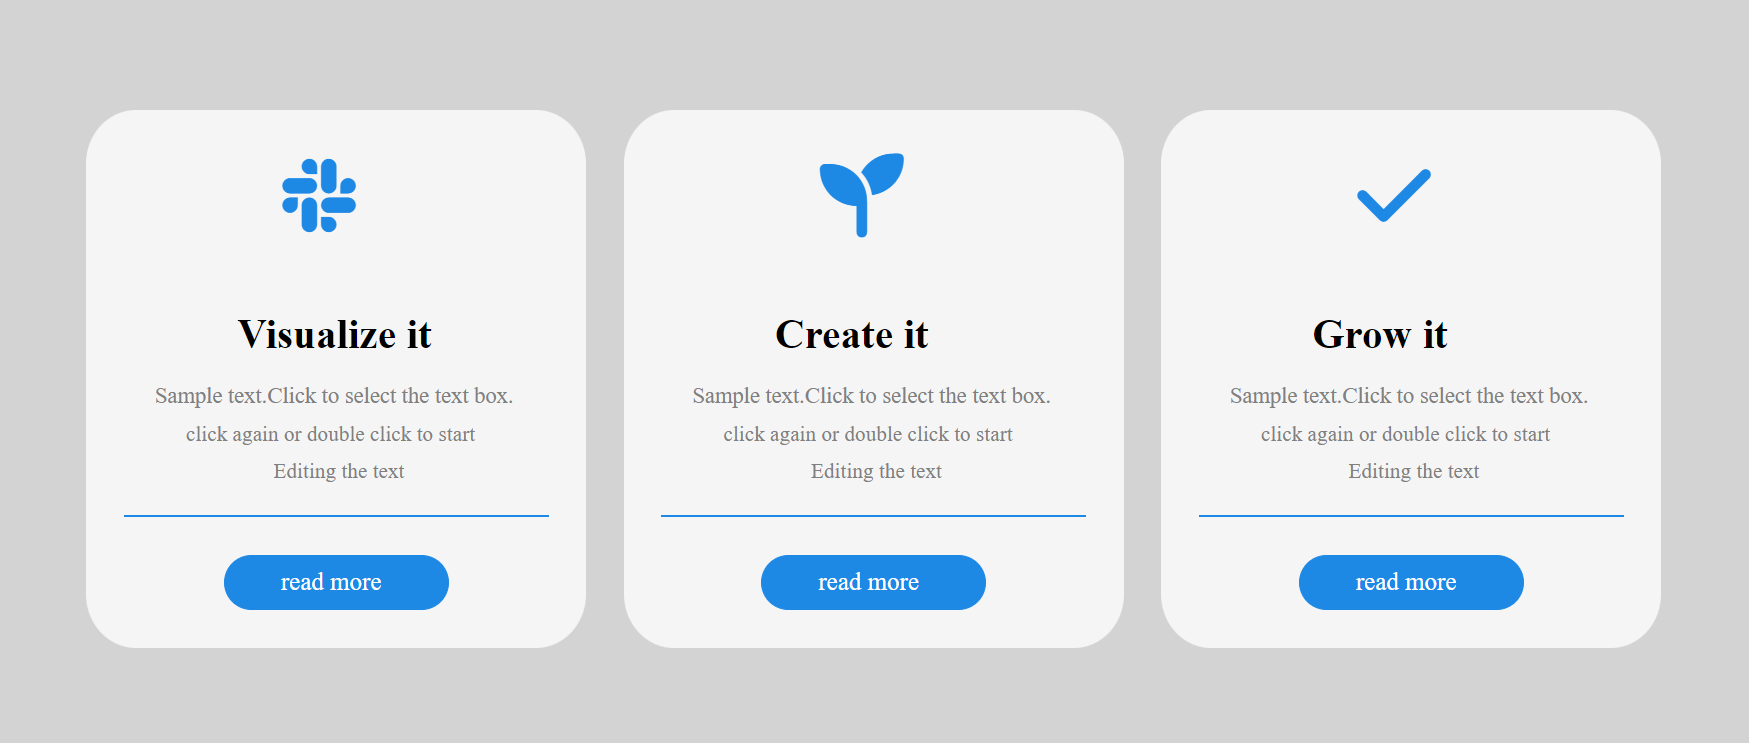 Visualize it
Sample text.Click to select the text box.
click again or double click to start
Editing the text
read more
Create it
Sample text.Click to select the text box.
click again or double click to start
Editing the text
read more
Grow it
Sample text.Click to select the text box.
click again or double click to start
Editing the text
read more